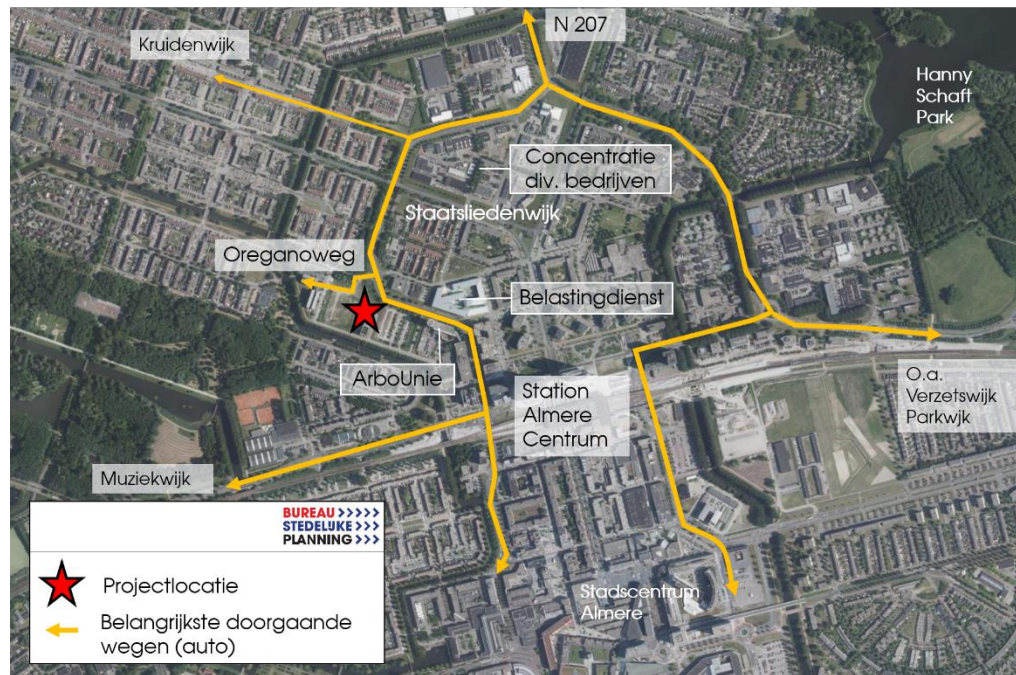 N 207
Kruidenwijk
Hanny
Schaft
Park
Concentratie
div. bedrijven
Staatsliedenwijk
Oreganoweg
Belastingdienst
ArboUnie
Station
Almere
Centrum
O.a.
Verzetswijk
Parkwjk
Muziekwijk
BUREAU >>>>>
STEDELIJKE >>>
PLANNING >>>>
Projectlocatie
Belangrijkste doorgaande
wegen (auto)
Stadscentrum
Almere